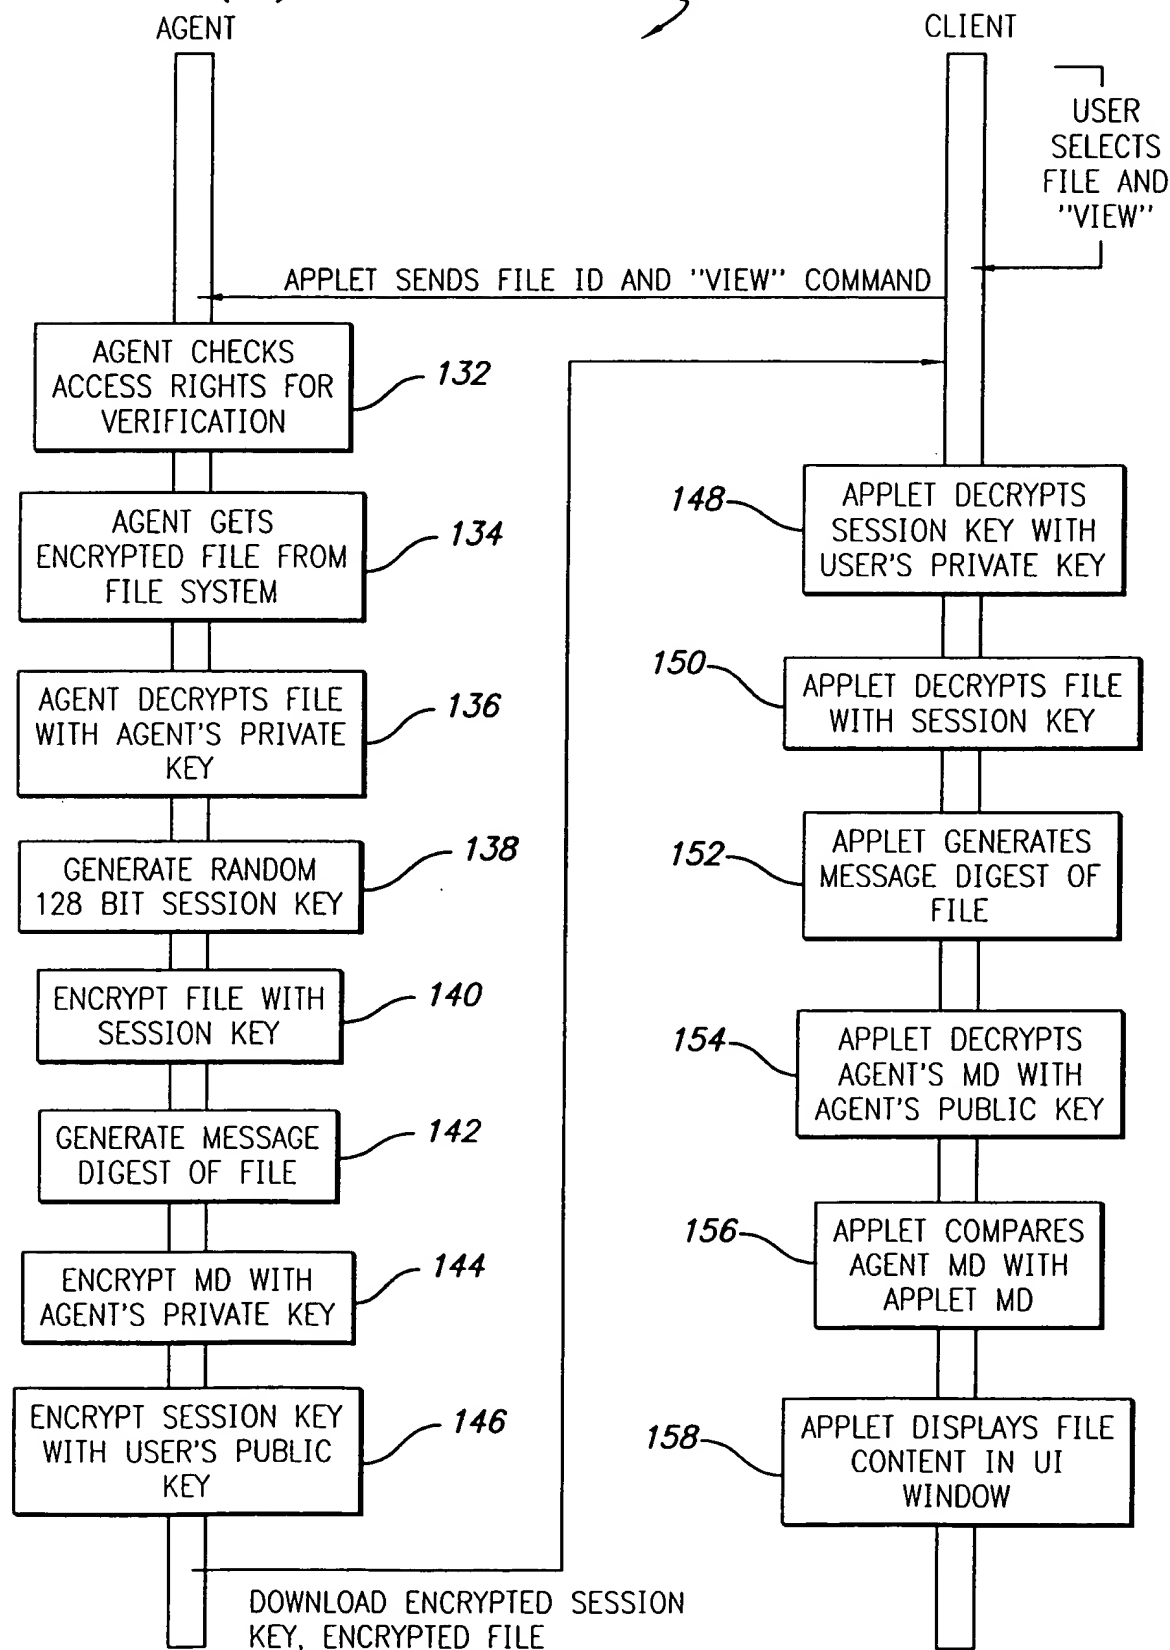 AGENT
CLIENT
USER
SELECTS
FILE AND
"VIEW"
APPLET SENDS FILE ID AND "VIEW" COMMAND
AGENT CHECKS
ACCESS RIGHTS FOR
VERIFICATION
132
AGENT GETS
ENCRYPTED FILE FROM
FILE SYSTEM
134
AGENT DECRYPTS FILE
WITH AGENT'S PRIVATE
KEY
136
GENERATE RANDOM
128 BIT SESSION KEY
138
ENCRYPT FILE WITH
SESSION KEY
140
GENERATE MESSAGE
DIGEST OF FILE
142
ENCRYPT MD WITH
AGENT'S PRIVATE KEY
144
ENCRYPT SESSION KEY
WITH USER'S PUBLIC
KEY
146
DOWNLOAD ENCRYPTED SESSION
KEY, ENCRYPTED FILE
148
APPLET DECRYPTS
SESSION KEY WITH
USER'S PRIVATE KEY
150
APPLET DECRYPTS FILE
WITH SESSION KEY
152
APPLET GENERATES
MESSAGE DIGEST OF
FILE
154
APPLET DECRYPTS
AGENT'S MD WITH
AGENT'S PUBLIC KEY
156
APPLET COMPARES
AGENT MD WITH
APPLET MD
158
APPLET DISPLAYS FILE
CONTENT IN UI
WINDOW